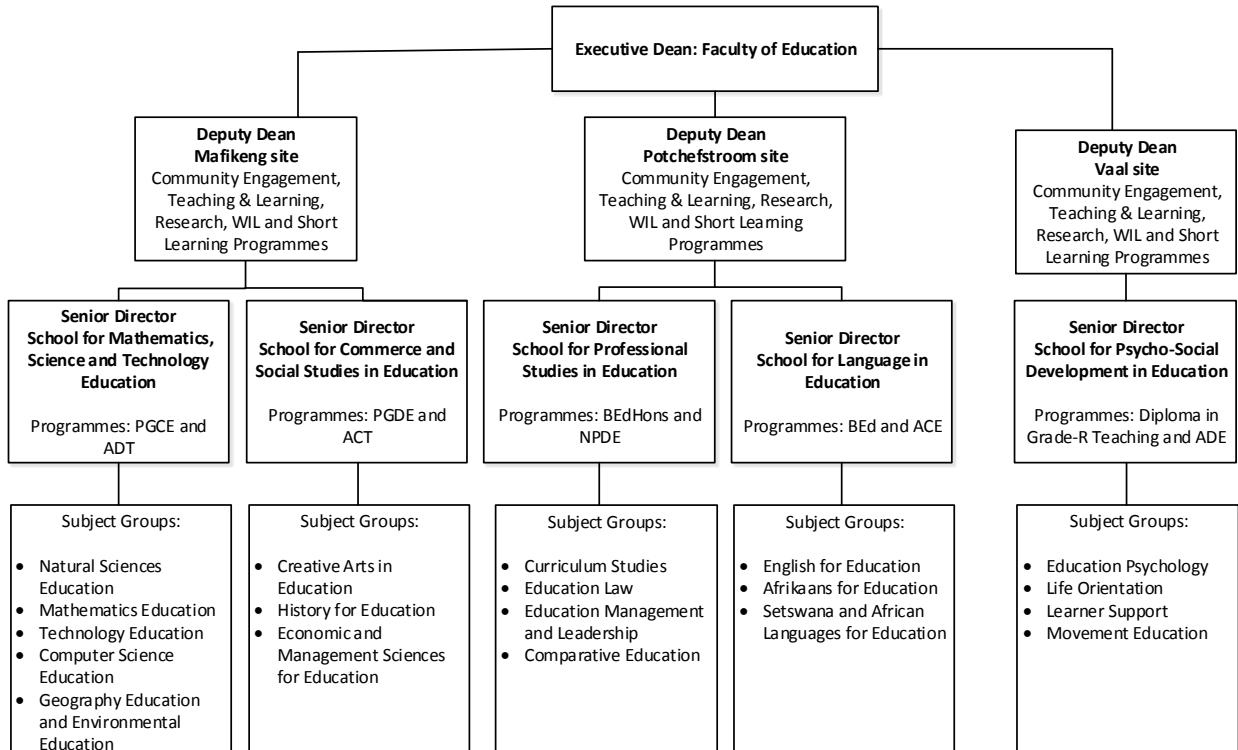 Executive Dean: Faculty of Education
Deputy Dean
Mafikeng site
Community Engagement,
Teaching & Learning,
Research, WIL and Short
Learning Programmes
Deputy Dean
Potchefstroom site
Community Engagement,
Teaching & Learning, Research,
WIL and Short Learning
Programmes
Deputy Dean
Vaal site
Community Engagement,
Teaching & Learning,
Research, WIL and Short
Learning Programmes
Senior Director
School for Mathematics,
Science and Technology
Education
Programmes: PGCE and
ADT
Senior Director
School for Commerce and
Social Studies in Education
Programmes: PGDE and
ACT
Senior Director
School for Professional
Studies in Education
Programmes: BEdHons and
NPDE
Senior Director
School for Language in
Education
Programmes: BEd and ACE
Senior Director
School for Psycho-Social
Development in Education
Programmes: Diploma in
Grade-R Teaching and ADE
Subject Groups:
• Natural Sciences
Education
• Mathematics Education
• Technology Education
• Computer Science
Education
• Geography Education
and Environmental
Education
Subject Groups:
• Creative Arts in
Education
• History for Education
• Economic and
Management Sciences
for Education
Subject Groups:
• Curriculum Studies
• Education Law
• Education Management
and Leadership
• Comparative Education
Subject Groups:
• English for Education
• Afrikaans for Education
• Setswana and African
Languages for Education
Subject Groups:
• Education Psychology
• Life Orientation
• Learner Support
• Movement Education